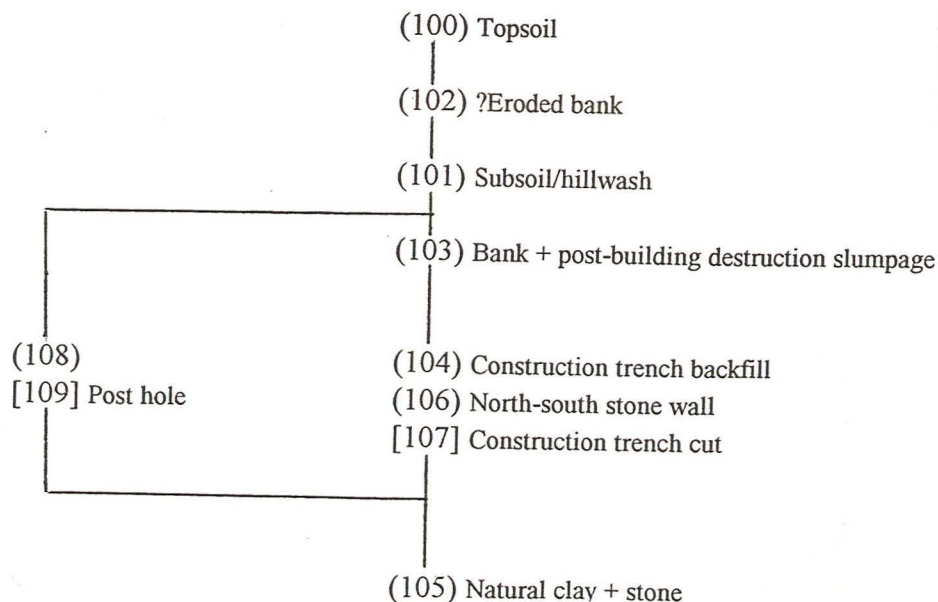 (100) Topsoil
(102) ?Eroded bank
(101) Subsoil/hillwash
(103) Bank + post-building destruction slumpage
(108)
[109] Post hole
(104) Construction trench backfill
(106) North-south stone wall
[107] Construction trench cut
(105) Natural clay + stone